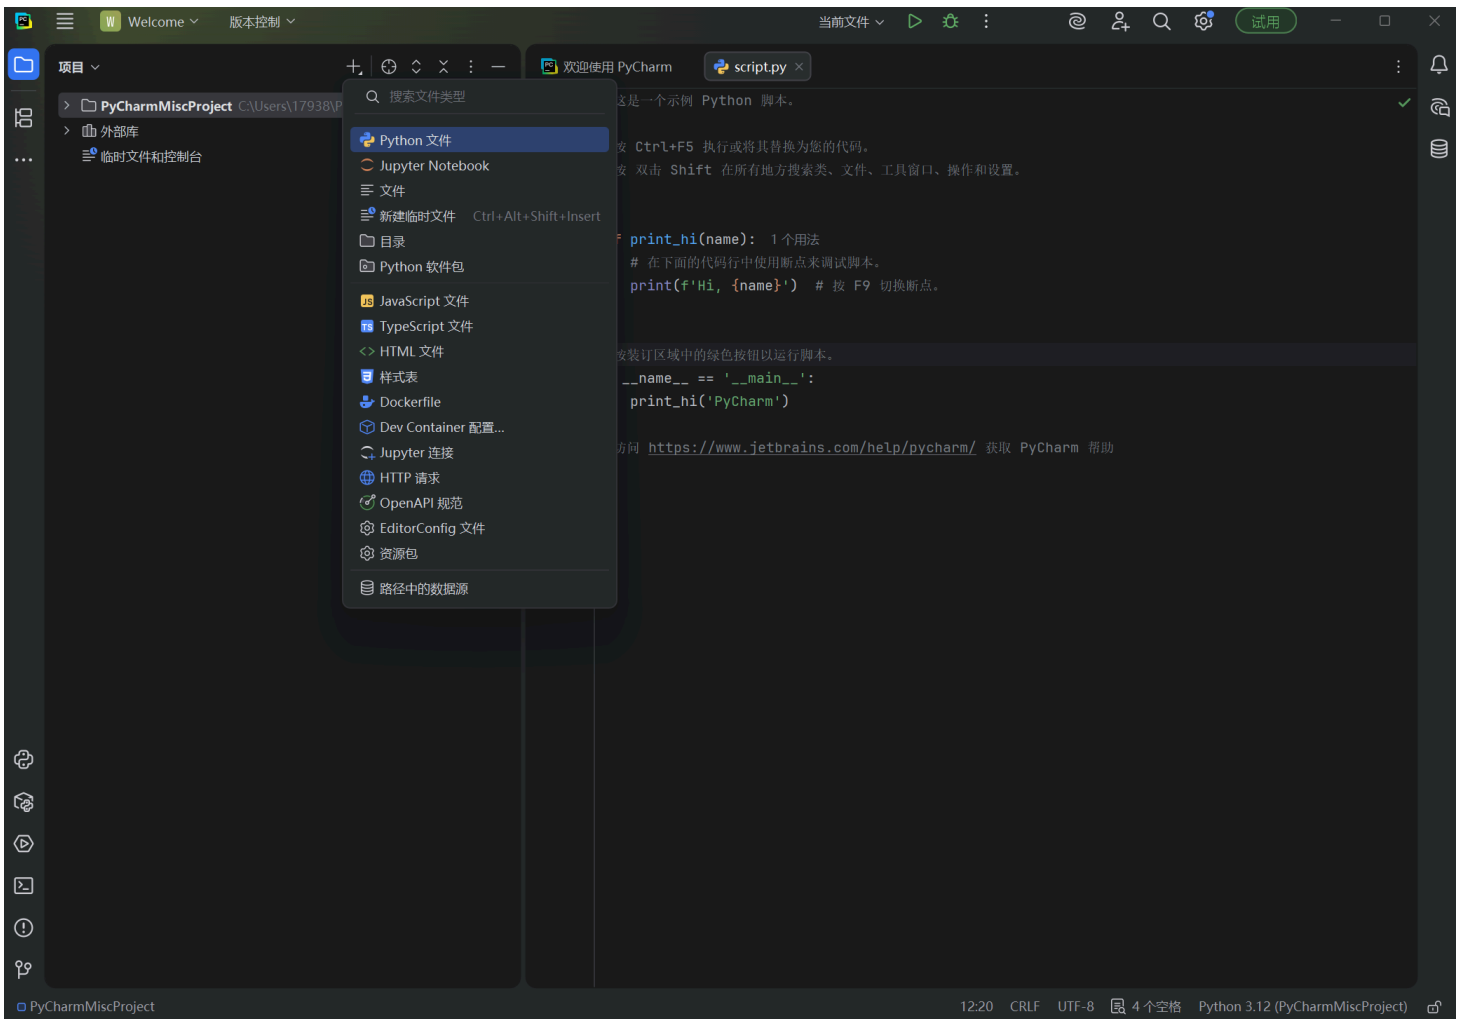 PC
W Welcome 版本控制 当前文件 试用
项目
PC 欢迎使用 PyCharm script.py
PyCharmMiscProject C:\Users\17938\P
外部库
临时文件和控制台
搜索文件类型
Python 文件
Jupyter Notebook
文件
新建临时文件 Ctrl+Alt+Shift+Insert
目录
Python 软件包
JS JavaScript 文件
TS TypeScript 文件
<> HTML 文件
样式表
Dockerfile
Dev Container 配置...
Jupyter 连接
HTTP 请求
OpenAPI 规范
EditorConfig 文件
资源包
路径中的数据源
这是一个示例 Python 脚本。
按 Ctrl+F5 执行或将其替换为您的代码。
按 双击 Shift 在所有地方搜索类、文件、工具窗口、操作和设置。
print_hi(name): 1 个用法
# 在下面的代码行中使用断点来调试脚本。
print(f'Hi, {name}') # 按 F9 切换断点。
按装订区域中的绿色按钮以运行脚本。
__name__ == '__main__':
print_hi('PyCharm')
访问 https://www.jetbrains.com/help/pycharm/ 获取 PyCharm 帮助
PyCharmMiscProject 12:20 CRLF UTF-8 4 个空格 Python 3.12 (PyCharmMiscProject)